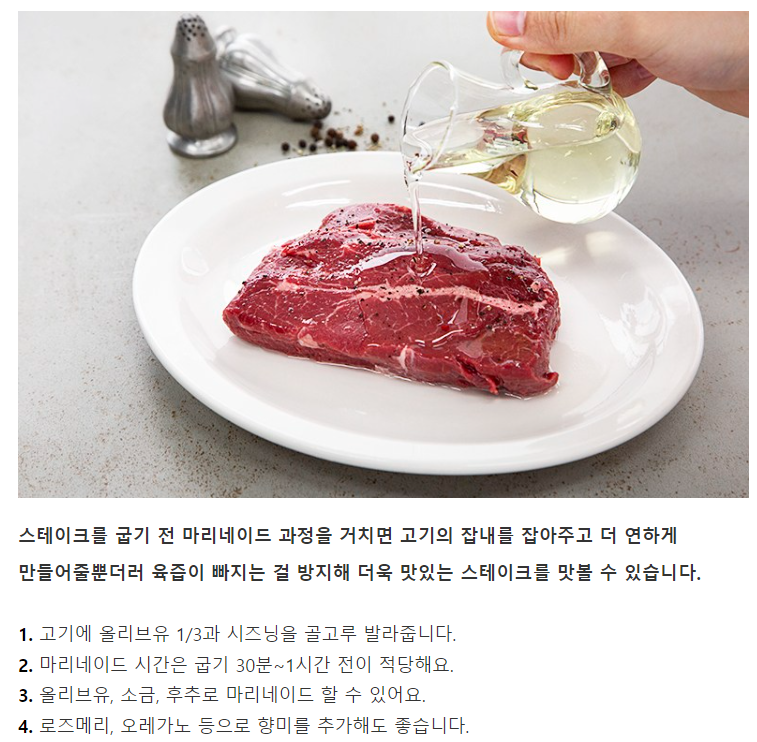 스테이크를 굽기 전 마리네이드 과정을 거치면 고기의 잡내를 잡아주고 더 연하게
만들어줄뿐더러 육즙이 빠지는 걸 방지해 더욱 맛있는 스테이크를 맛볼 수 있습니다.
1. 고기에 올리브유 1/3과 시즈닝을 골고루 발라줍니다.
2. 마리네이드 시간은 굽기 30분~1시간 전이 적당해요.
3. 올리브유, 소금, 후추로 마리네이드 할 수 있어요.
4. 로즈메리, 오레가노 등으로 향미를 추가해도 좋습니다.